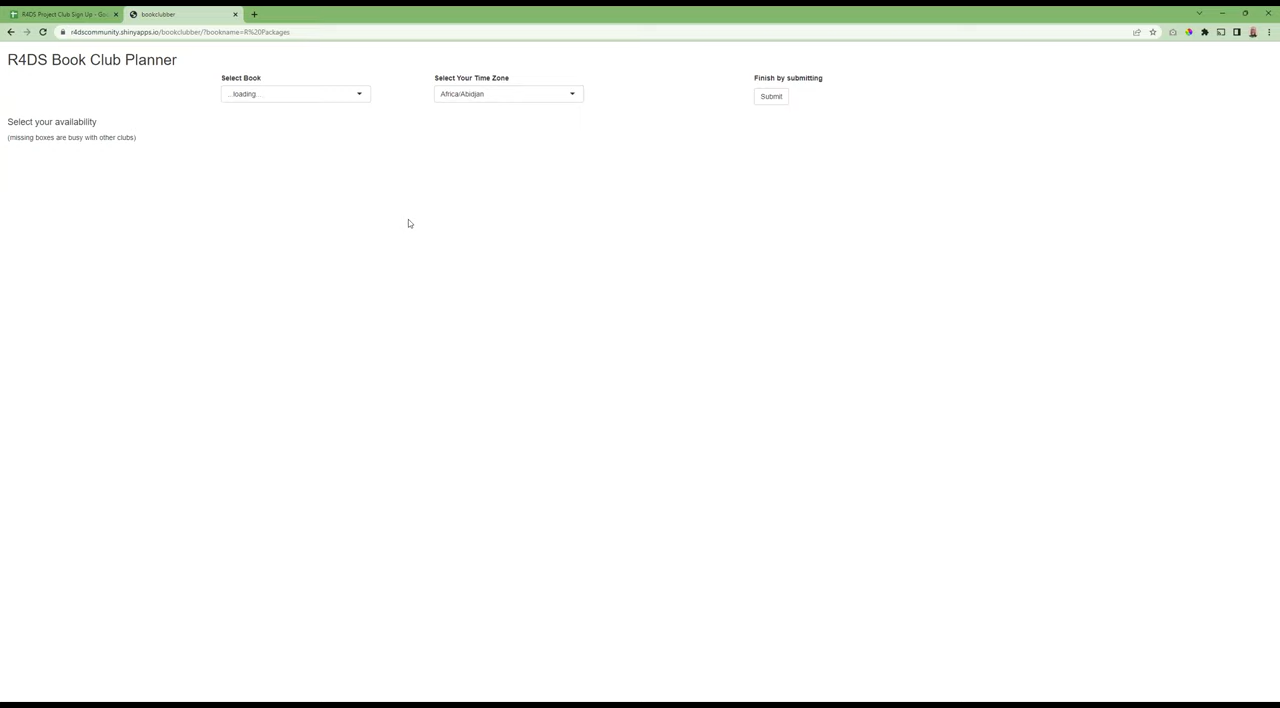 R4DS Project Club Sign Up - Goo
bookclubber
r4dscommunity.shinyapps.io/bookclubber/?bookname=R%20Packages
R4DS Book Club Planner
Select Book
Select Your Time Zone
Finish by submitting
...loading...
Africa/Abidjan
Submit
Select your availability
(missing boxes are busy with other clubs)